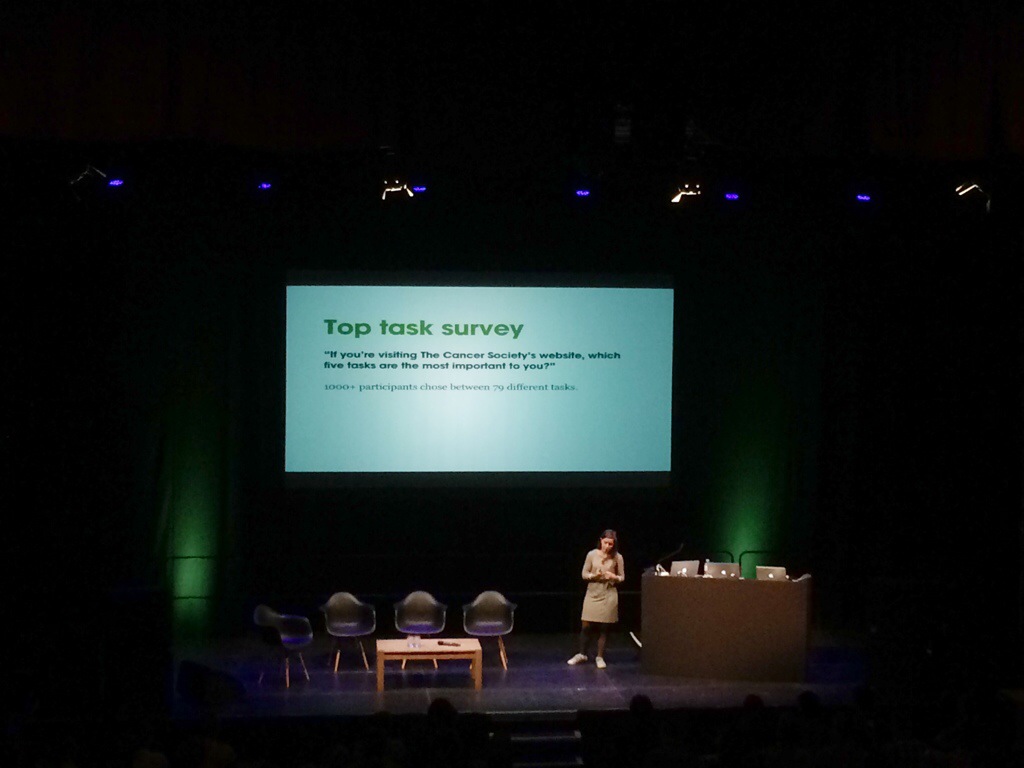 Top task survey
"If you're visiting The Cancer Society's website, which
five tasks are the most important to you?"
1000+ participants chose between 79 different tasks.